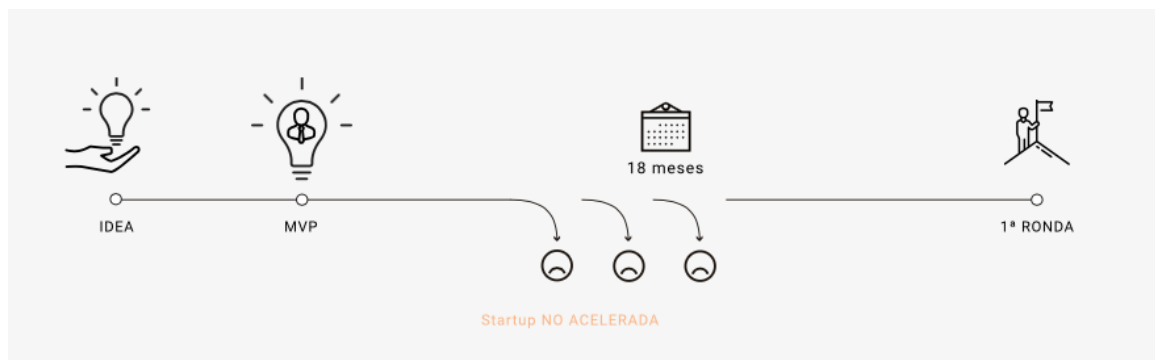 18 meses
IDEA
MVP
1ª RONDA
Startup NO ACELERADA